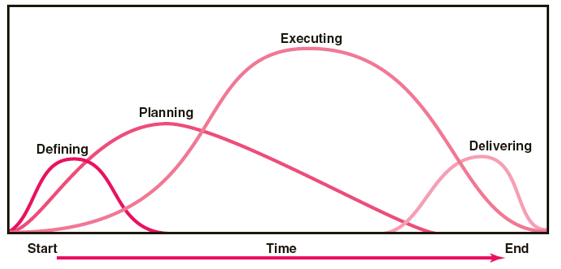 Executing
Planning
Defining
Delivering
Start Time End